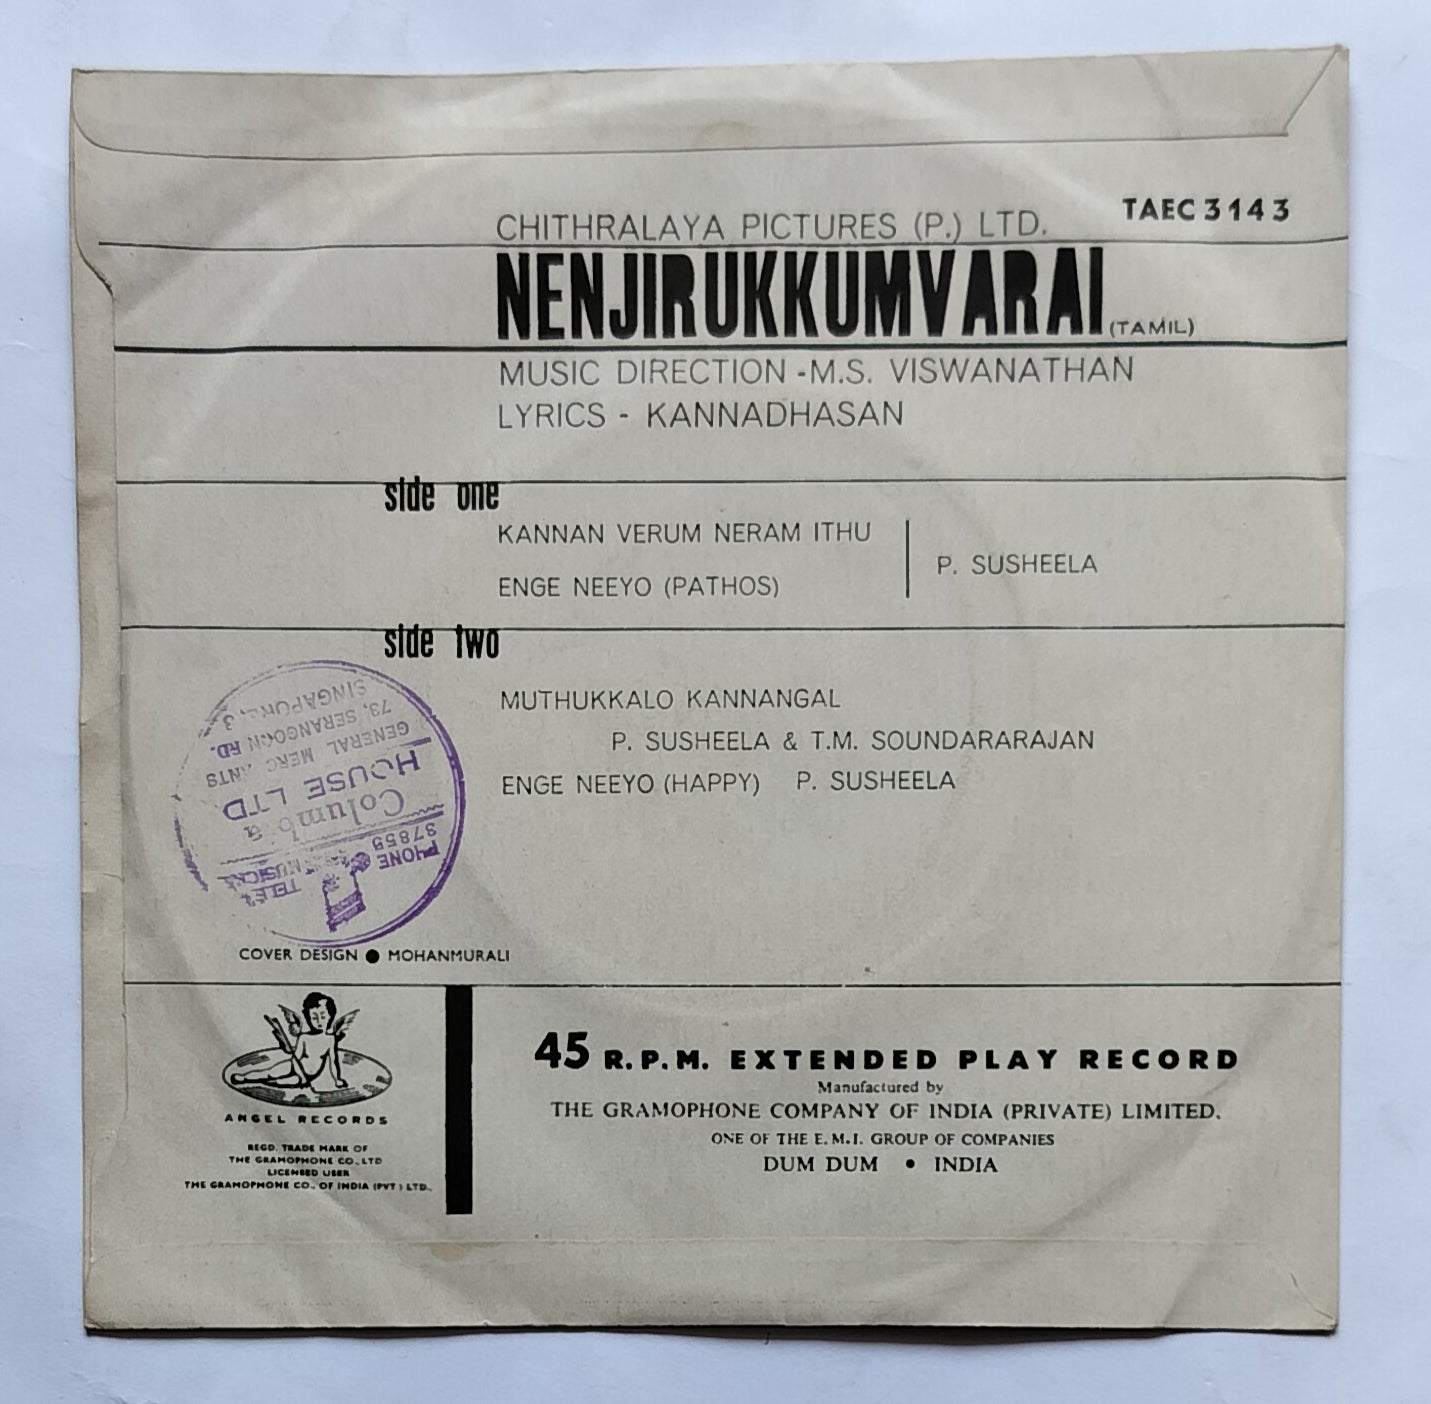 TAEC 3143
CHITHRALAYA PICTURES (P.) LTD.
NENJIRUKKUMVARAI (TAMIL)
MUSIC DIRECTION - M.S. VISWANATHAN
LYRICS - KANNADHASAN
side one
KANNAN VERUM NERAM ITHU
ENGE NEEYO (PATHOS)
P. SUSHEELA
side two
MUTHUKKALO KANNANGAL
P. SUSHEELA & T.M. SOUNDARARAJAN
ENGE NEEYO (HAPPY) P. SUSHEELA
PHONE
37855
HOUSE LTD.
GENERAL
73, SERANGOON RD.
COVER DESIGN ● MOHANMURALI
ANGEL RECORDS
REGD. TRADE MARK OF
THE GRAMOPHONE CO., LTD
LICENSED USER
THE GRAMOPHONE CO., OF INDIA (PVT) LTD.
45 R.P.M. EXTENDED PLAY RECORD
Manufactured by
THE GRAMOPHONE COMPANY OF INDIA (PRIVATE) LIMITED.
ONE OF THE E.M.I. GROUP OF COMPANIES
DUM DUM • INDIA